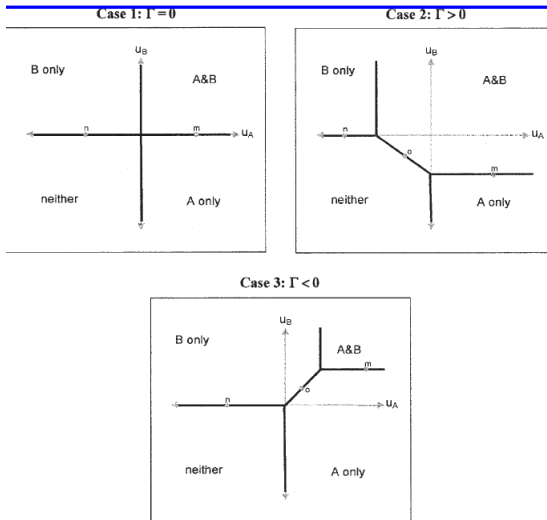 Case 1: Γ = 0
Case 2: Γ > 0
B only
u_B
A&B
n
m
u_A
neither
A only
B only
u_B
A&B
n
u_A
o
m
neither
A only
Case 3: Γ < 0
B only
u_B
A&B
m
o
n
u_A
neither
A only